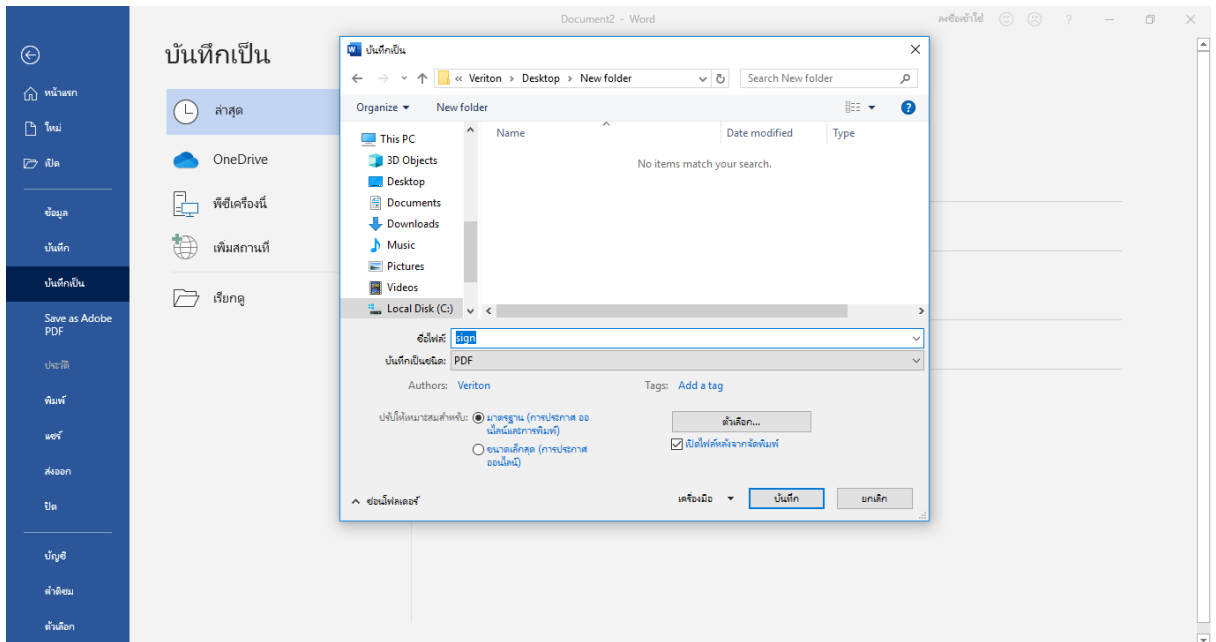 Document2 - Word
ลงชื่อเข้าใช้
?
หน้าแรก
ใหม่
เปิด
ข้อมูล
บันทึก
บันทึกเป็น
Save as Adobe
PDF
ประวัติ
พิมพ์
แชร์
ส่งออก
ปิด
บัญชี
คำติชม
ตัวเลือก
บันทึกเป็น
ล่าสุด
OneDrive
พีซีเครื่องนี้
เพิ่มสถานที่
เรียกดู
บันทึกเป็น
« Veriton › Desktop › New folder
Search New folder
Organize
New folder
This PC
3D Objects
Desktop
Documents
Downloads
Music
Pictures
Videos
Local Disk (C:)
Name
Date modified
Type
No items match your search.
ชื่อไฟล์: sign
บันทึกเป็นชนิด: PDF
Authors: Veriton
Tags: Add a tag
ปรับให้เหมาะสมสำหรับ:
มาตรฐาน (การประกาศ ออ
นไลน์และการพิมพ์)
ขนาดเล็กสุด (การประกาศ
ออนไลน์)
ตัวเลือก...
เปิดไฟล์หลังจากจัดพิมพ์
ซ่อนโฟลเดอร์
เครื่องมือ
บันทึก
ยกเลิก